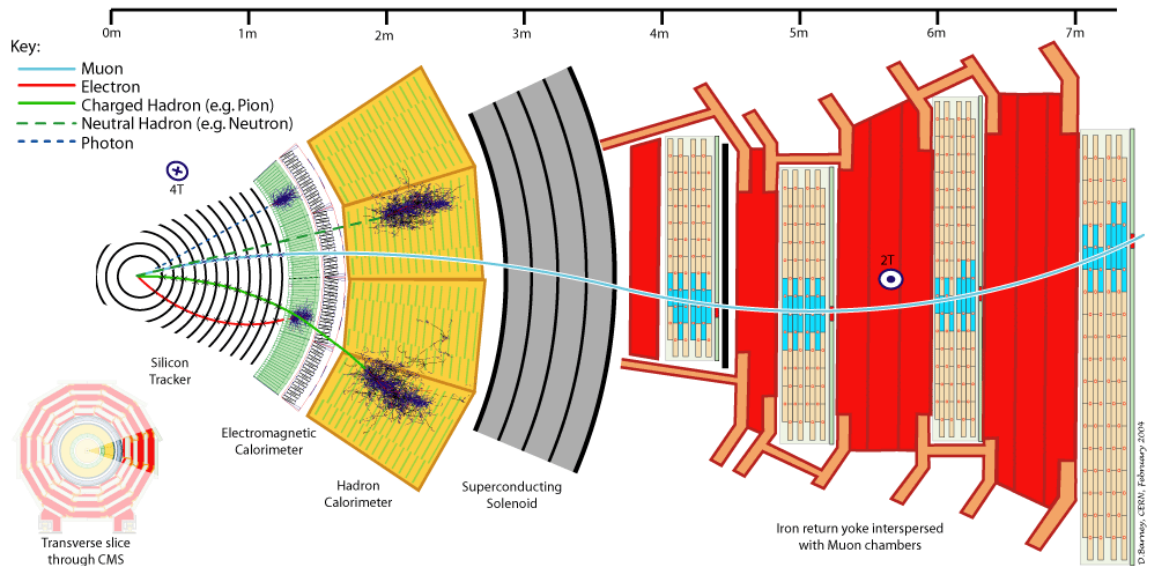 0m 1m 2m 3m 4m 5m 6m 7m
Key:
Muon
Electron
Charged Hadron (e.g. Pion)
Neutral Hadron (e.g. Neutron)
Photon
4T
2T
Silicon
Tracker
Electromagnetic
Calorimeter
Hadron
Calorimeter
Superconducting
Solenoid
Iron return yoke interspersed
with Muon chambers
Transverse slice
through CMS
D.Barney, CERN, February 2004